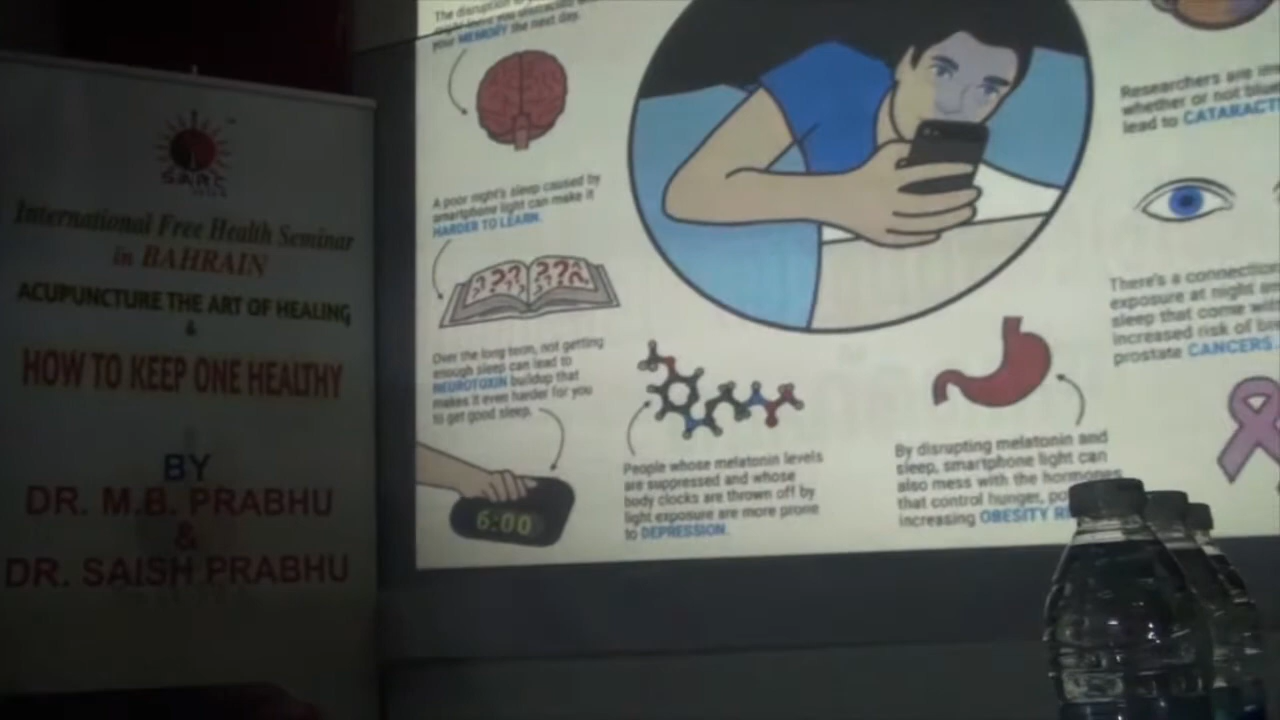 SARC
International Free Health Seminar
in BAHRAIN
ACUPUNCTURE THE ART OF HEALING
&
HOW TO KEEP ONE HEALTHY
BY
DR. M.B. PRABHU
&
DR. SAISH PRABHU
The disruption
your MEMORY the next day.
A poor night's sleep caused by
smartphone light can make it
HARDER TO LEARN.
??? ???
Over the long term, not getting
enough sleep can lead to
NEUROTOXIN buildup that
makes it even harder for you
to get good sleep.
6:00
People whose melatonin levels
are suppressed and whose
body clocks are thrown off by
light exposure are more prone
to DEPRESSION.
By disrupting melatonin and
sleep, smartphone light can
also mess with the hormones
that control hunger,
increasing OBESITY
Researchers are
whether or not blue
lead to CATARACT
There's a connection
exposure at night
sleep that come
increased risk of
prostate CANCERS.